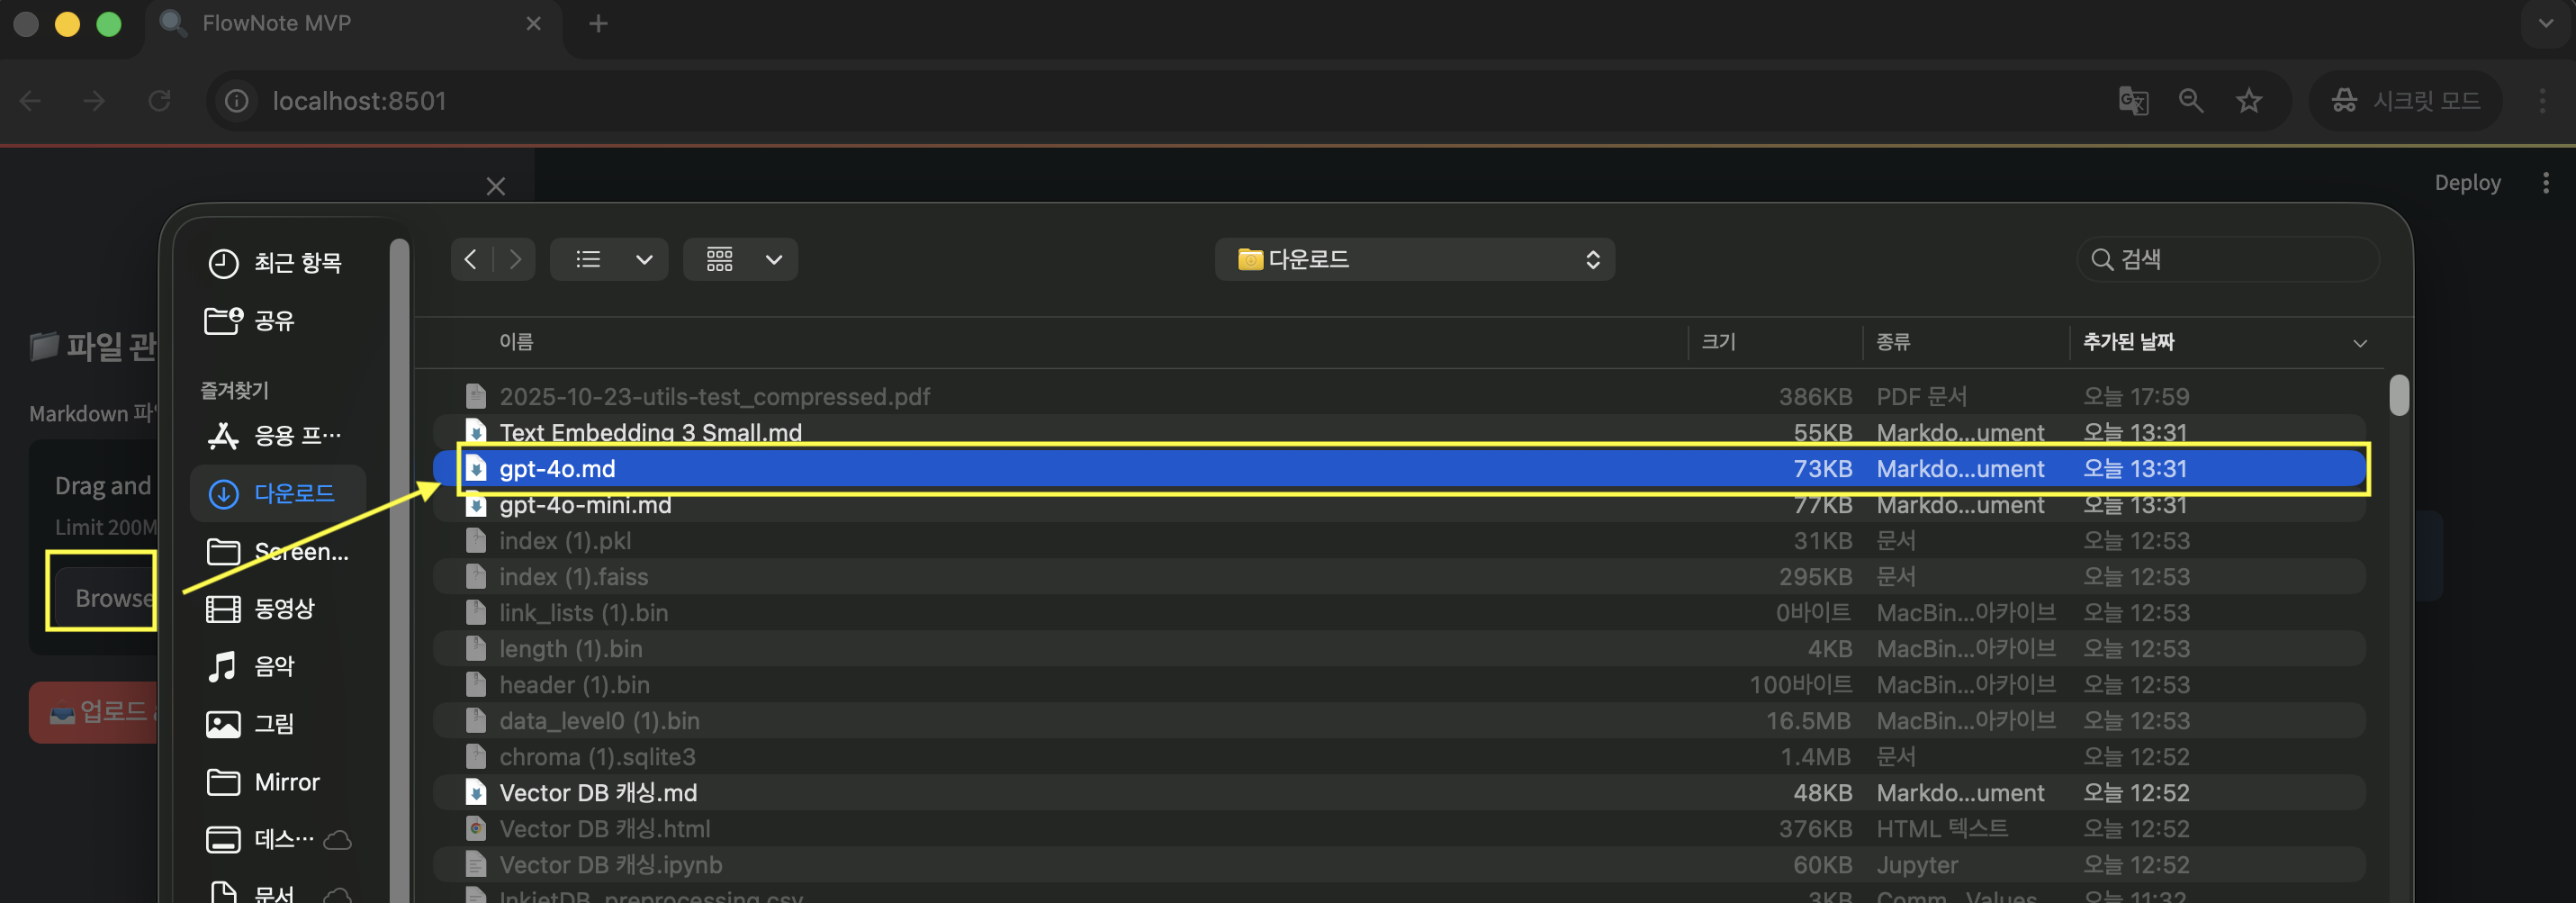 FlowNote MVP
localhost:8501
시크릿 모드
Deploy
파일 관
Markdown 파
Drag and
Limit 200M
Browse
업로드
최근 항목
공유
즐겨찾기
응용 프…
다운로드
Screen...
동영상
음악
그림
Mirror
데스…
문서
다운로드
검색
이름 크기 종류 추가된 날짜
2025-10-23-utils-test_compressed.pdf 386KB PDF 문서 오늘 17:59
Text Embedding 3 Small.md 55KB Markdo...ument 오늘 13:31
gpt-4o.md 73KB Markdo...ument 오늘 13:31
gpt-4o-mini.md 77KB Markdo...ument 오늘 13:31
index (1).pkl 31KB 문서 오늘 12:53
index (1).faiss 295KB 문서 오늘 12:53
link_lists (1).bin 0바이트 MacBin...아카이브 오늘 12:53
length (1).bin 4KB MacBin...아카이브 오늘 12:53
header (1).bin 100바이트 MacBin...아카이브 오늘 12:53
data_level0 (1).bin 16.5MB MacBin...아카이브 오늘 12:53
chroma (1).sqlite3 1.4MB 문서 오늘 12:52
Vector DB 캐싱.md 48KB Markdo...ument 오늘 12:52
Vector DB 캐싱.html 376KB HTML 텍스트 오늘 12:52
Vector DB 캐싱.ipynb 60KB Jupyter 오늘 12:52
InkjetDB_preprocessing.csv 3KB Comm...Values 오늘 11:32